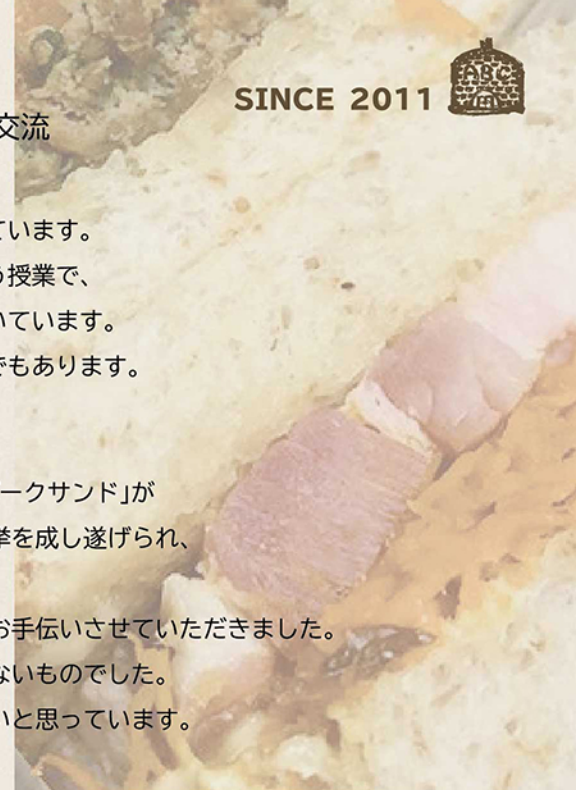 SINCE 2011
ABC
交流
ています。
う授業で、
いています。
でもあります。
ークサンド」が
挙を成し遂げられ、
お手伝いさせていただきました。
ないものでした。
いと思っています。